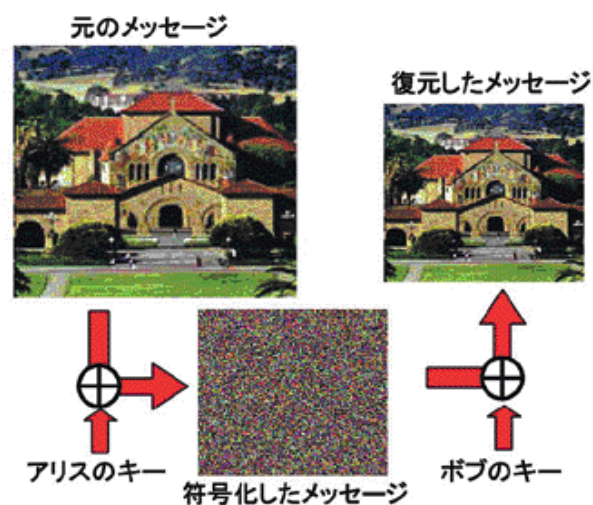 元のメッセージ
復元したメッセージ
アリスのキー
符号化したメッセージ
ボブのキー